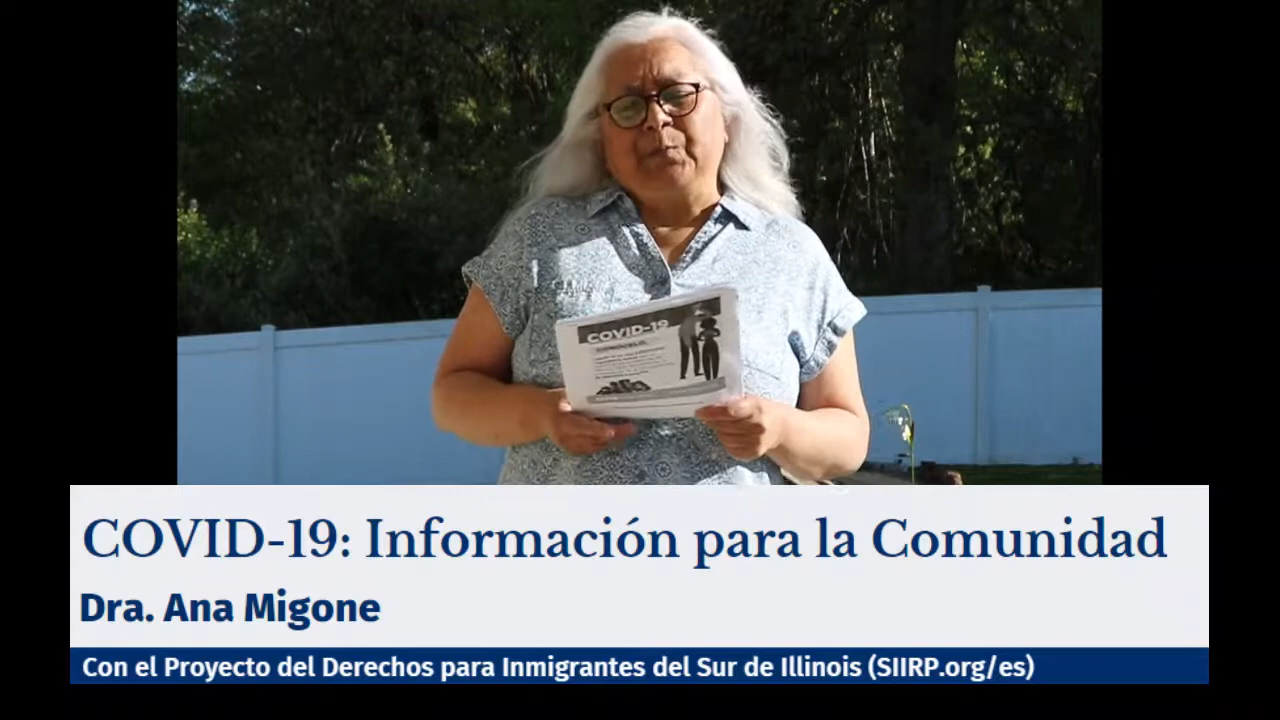 COVID-19
COVID-19: Información para la Comunidad
Dra. Ana Migone
Con el Proyecto del Derechos para Inmigrantes del Sur de Illinois (SIIRP.org/es)